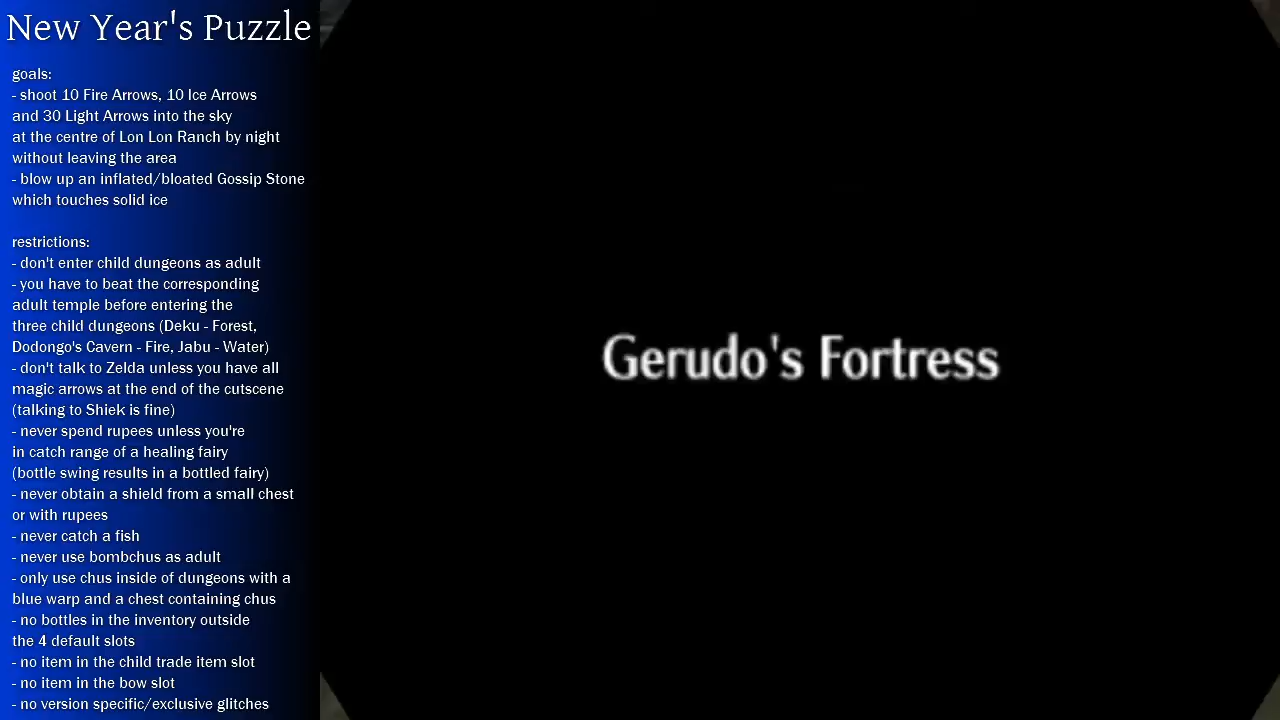 New Year's Puzzle
goals:
- shoot 10 Fire Arrows, 10 Ice Arrows
and 30 Light Arrows into the sky
at the centre of Lon Lon Ranch by night
without leaving the area
- blow up an inflated/bloated Gossip Stone
which touches solid ice
restrictions:
- don't enter child dungeons as adult
- you have to beat the corresponding
adult temple before entering the
three child dungeons (Deku - Forest,
Dodongo's Cavern - Fire, Jabu - Water)
- don't talk to Zelda unless you have all
magic arrows at the end of the cutscene
(talking to Shiek is fine)
- never spend rupees unless you're
in catch range of a healing fairy
(bottle swing results in a bottled fairy)
- never obtain a shield from a small chest
or with rupees
- never catch a fish
- never use bombchus as adult
- only use chus inside of dungeons with a
blue warp and a chest containing chus
- no bottles in the inventory outside
the 4 default slots
- no item in the child trade item slot
- no item in the bow slot
- no version specific/exclusive glitches
Gerudo's Fortress